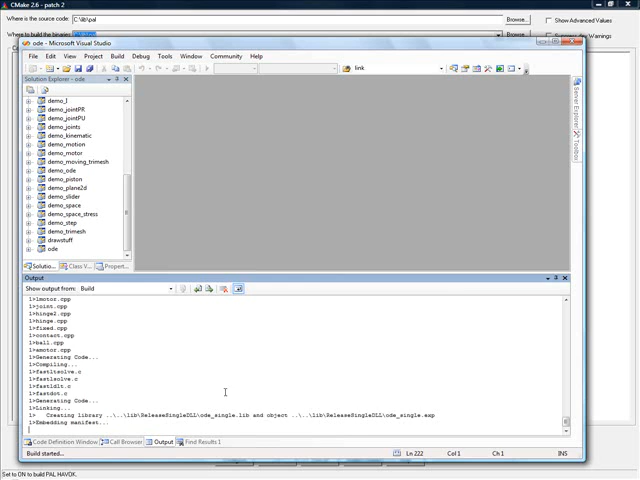 CMake 2.6 - patch 2
Where is the source code: C:\lib\pal
Browse...
Show Advanced Values
Where to build the binaries:
Browse...
Warnings
ode - Microsoft Visual Studio
File Edit View Project Build Debug Tools Window Community Help
link
Solution Explorer - ode
demo_I
demo_jointPR
demo_jointPU
demo_joints
demo_kinematic
demo_motion
demo_motor
demo_moving_trimesh
demo_ode
demo_piston
demo_plane2d
demo_slider
demo_space
demo_space_stress
demo_step
demo_trimesh
drawstuff
ode
Solutio... Class V... Propert...
Server Explorer
Toolbox
Output
Show output from: Build
1>lmotor.cpp
1>joint.cpp
1>hinge2.cpp
1>hinge.cpp
1>fixed.cpp
1>contact.cpp
1>ball.cpp
1>amotor.cpp
1>Generating Code...
1>Compiling...
1>fastltsolve.c
1>fastlsolve.c
1>fastldlt.c
1>fastdot.c
1>Generating Code...
1>Linking...
1> Creating library ..\..\lib\ReleaseSingleDLL\ode_single.lib and object ..\..\lib\ReleaseSingleDLL\ode_single.exp
1>Embedding manifest...
Code Definition Window Call Browser Output Find Results 1
Build started... Ln 222 Col 1 Ch 1 INS
Set to ON to build PAL HAVOK.